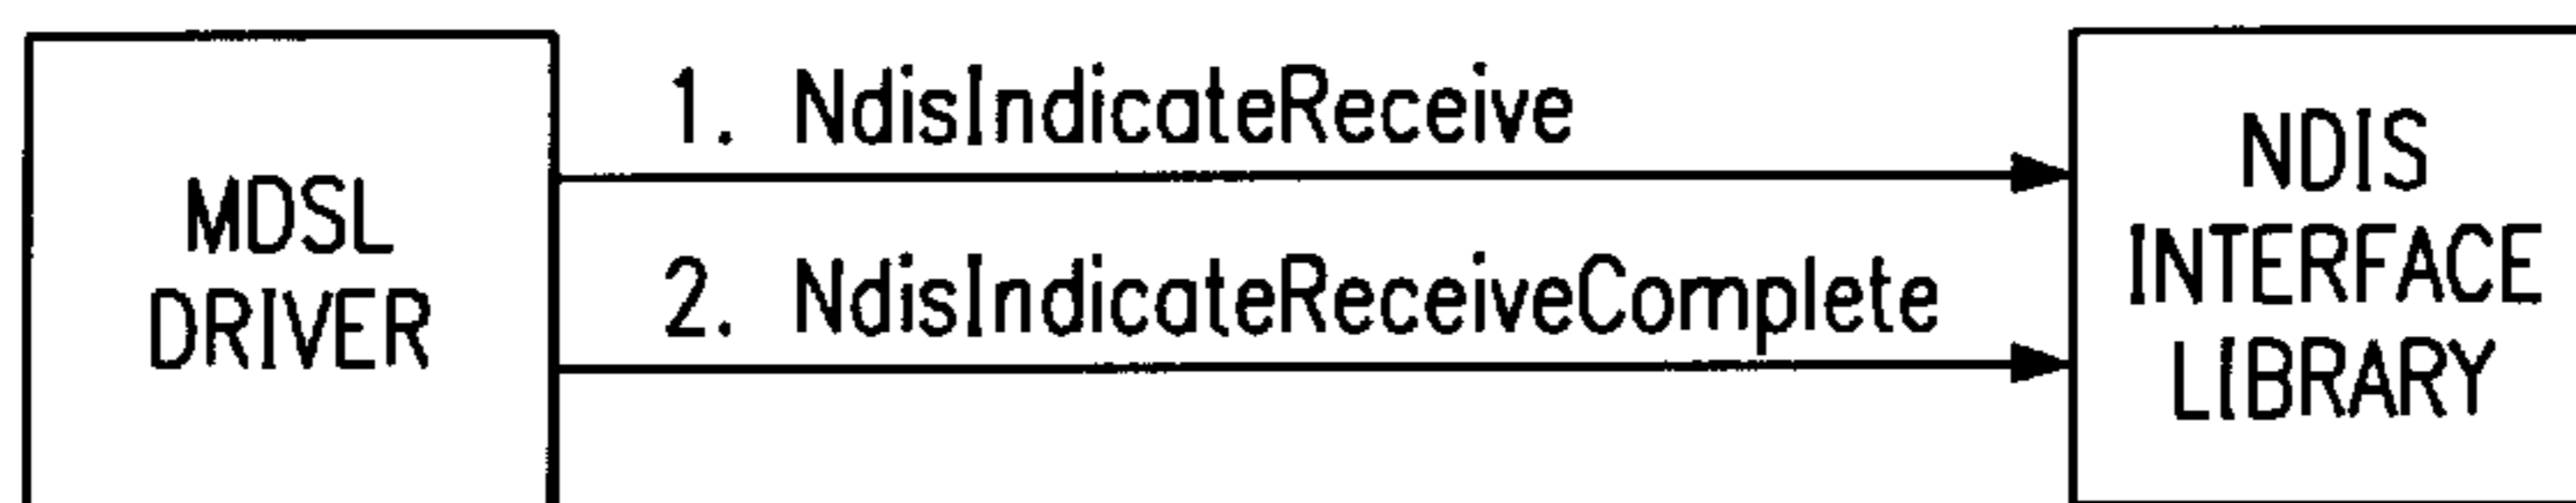 MDSL
DRIVER
1. NdisIndicateReceive
2. NdisIndicateReceiveComplete
NDIS
INTERFACE
LIBRARY